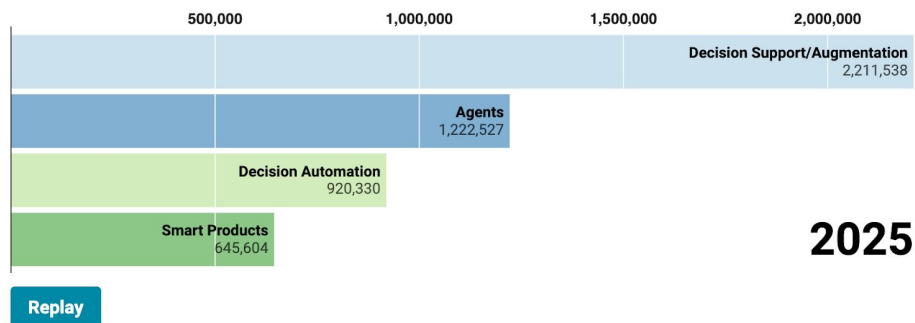 500,000 1,000,000 1,500,000 2,000,000
Decision Support/Augmentation
2,211,538
Agents
1,222,527
Decision Automation
920,330
Smart Products
645,604
2025
Replay